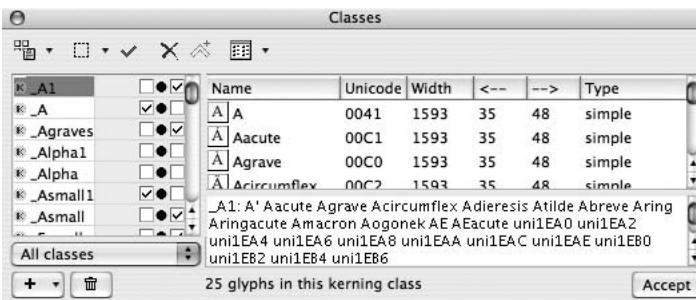 Classes
_A1
_A
_Agraves
_Alpha1
_Alpha
_Asmall1
_Asmall
All classes
Name Unicode Width <-- --> Type
A A 0041 1593 35 48 simple
Á Aacute 00C1 1593 35 48 simple
À Agrave 00C0 1593 35 48 simple
Acircumflex 00C2 1593 35 48 simple
_A1: A' Aacute Agrave Acircumflex Adieresis Atilde Abreve Aring
Aringacute Amacron Aogonek AE AEacute uni1EA0 uni1EA2
uni1EA4 uni1EA6 uni1EA8 uni1EAA uni1EAC uni1EAE uni1EB0
uni1EB2 uni1EB4 uni1EB6
25 glyphs in this kerning class
Accept